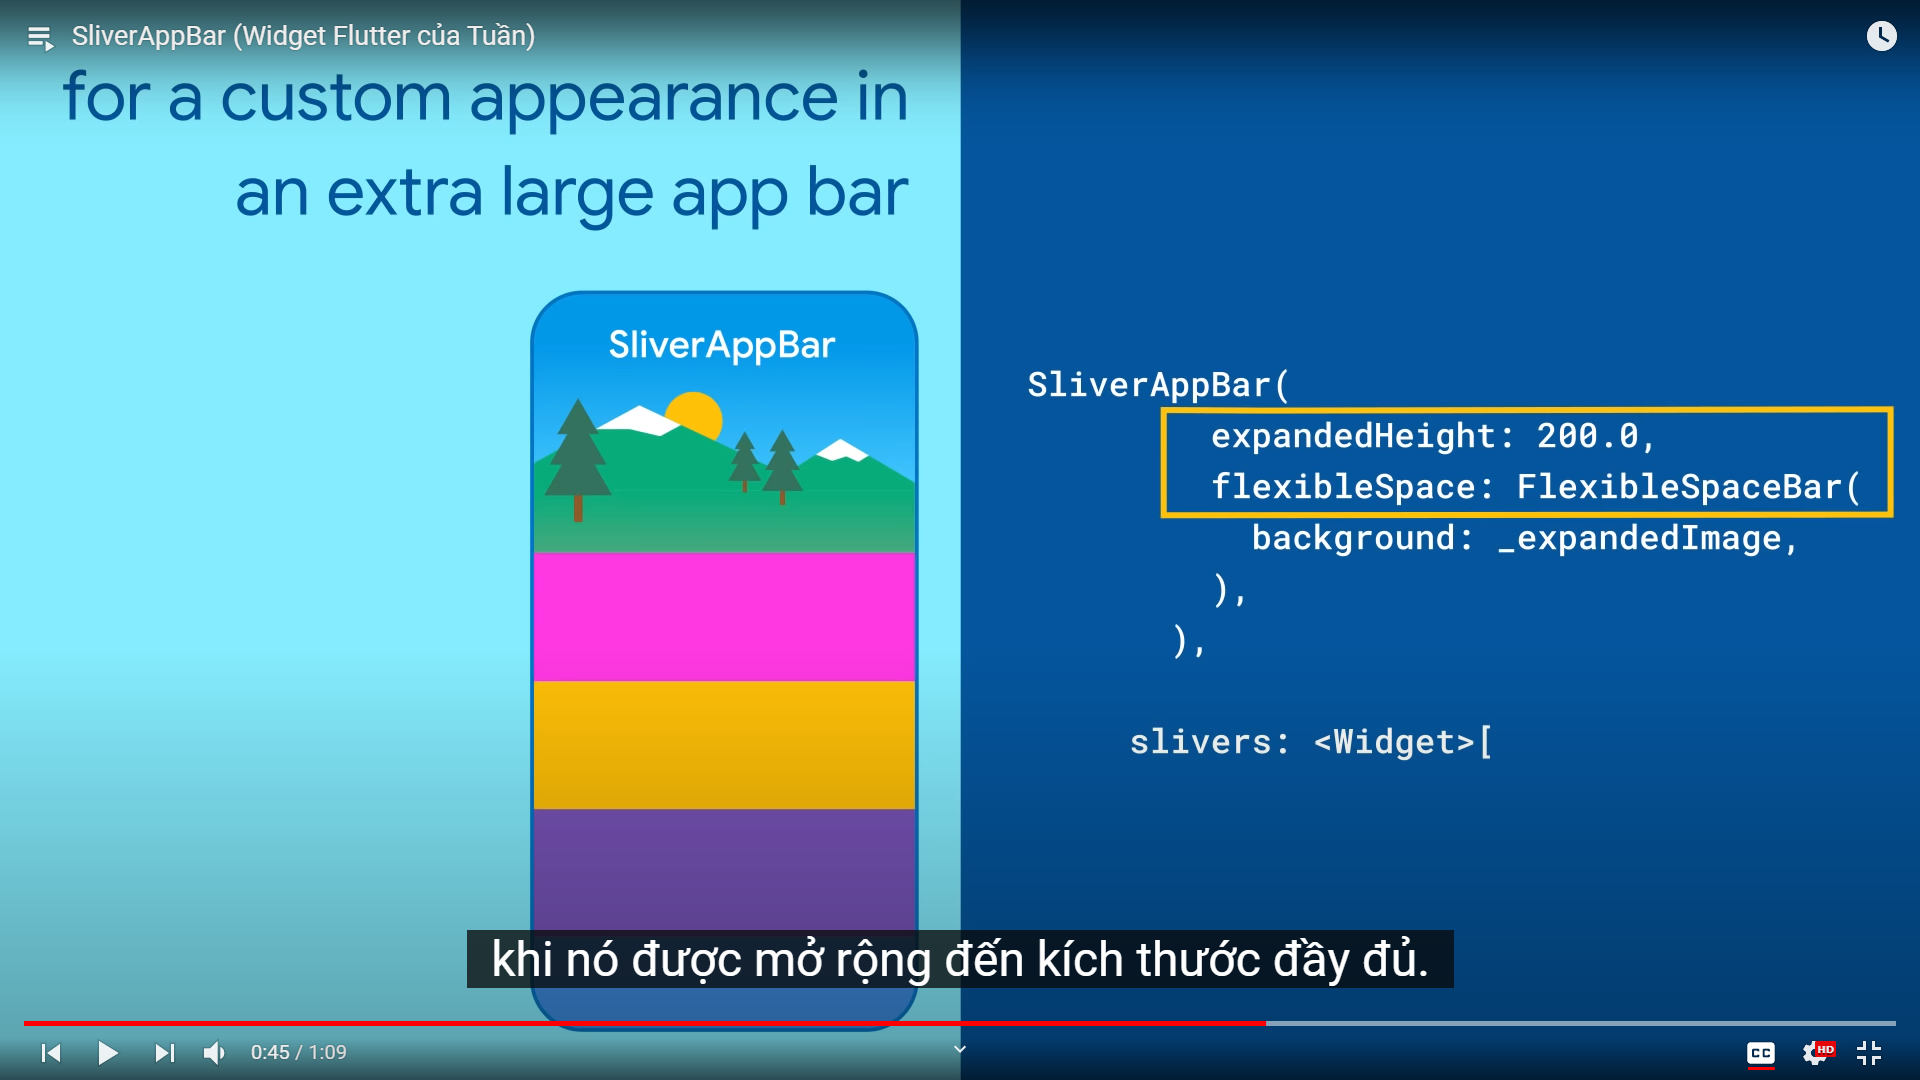 SliverAppBar (Widget Flutter của Tuần)
for a custom appearance in
an extra large app bar
SliverAppBar
SliverAppBar(
expandedHeight: 200.0,
flexibleSpace: FlexibleSpaceBar(
background: _expandedImage,
),
),
slivers: <Widget>[
khi nó được mở rộng đến kích thước đầy đủ.
0:45 / 1:09
CC
HD